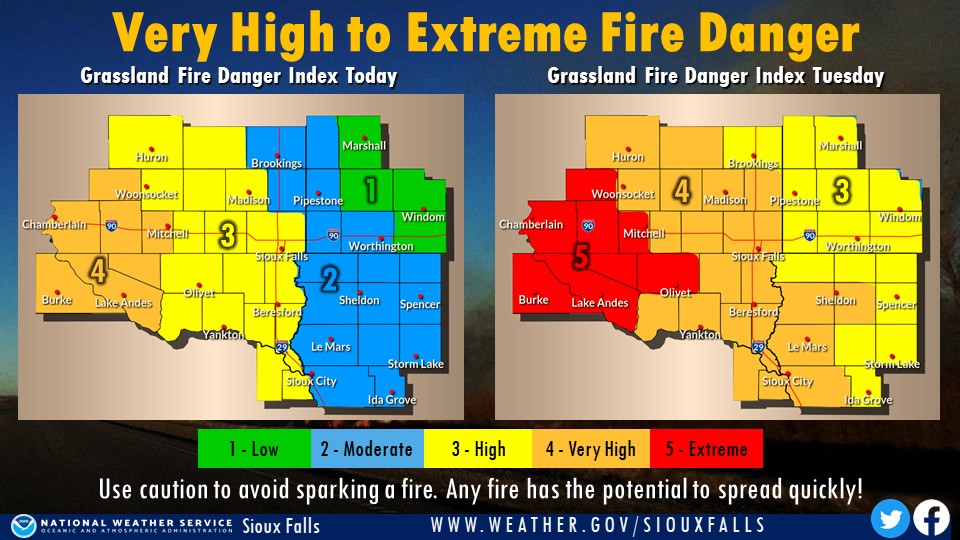 Very High to Extreme Fire Danger
Grassland Fire Danger Index Today
Grassland Fire Danger Index Tuesday
Huron
Brookings
Marshall
Woonsocket
Madison
Pipestone
1
Windom
Chamberlain
90
Mitchell
3
90
Worthington
Sioux Falls
4
2
Burke
Lake Andes
Olivet
Beresford
Sheldon
Spencer
Yankton
29
Le Mars
Storm Lake
Sioux City
Ida Grove
Huron
Brookings
Marshall
Woonsocket
4
Madison
Pipestone
3
Windom
Chamberlain
90
Mitchell
90
Worthington
Sioux Falls
5
Burke
Lake Andes
Olivet
Beresford
Sheldon
Spencer
Yankton
29
Le Mars
Storm Lake
Sioux City
Ida Grove
1 - Low
2 - Moderate
3 - High
4 - Very High
5 - Extreme
Use caution to avoid sparking a fire. Any fire has the potential to spread quickly!
NATIONAL WEATHER SERVICE
OCEANIC AND ATMOSPHERIC ADMINISTRATION
Sioux Falls
WWW.WEATHER.GOV/SIOUXFALLS